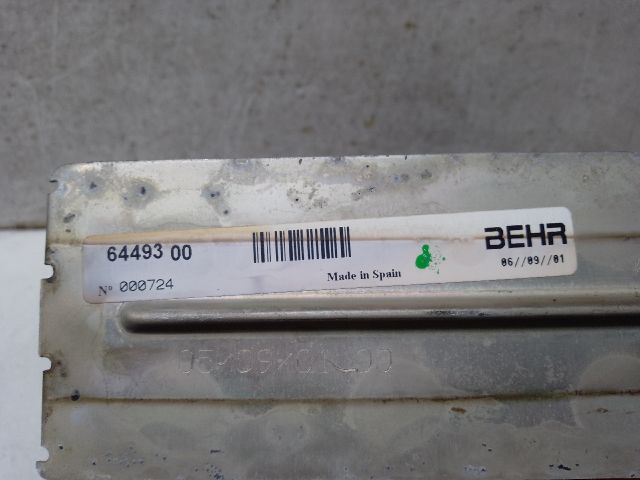 64493 00
BEHR
06//09//01
Made in Spain
Nº 000724